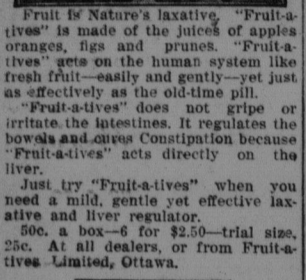 Fruit is Nature's laxative. "Fruit-a-
tives" is made of the juices of apples
oranges, figs and prunes. "Fruit-a-
tives" acts on the human system like
fresh fruit—easily and gently—yet just
as effectively as the old-time pill.
"Fruit-a-tives" does not gripe or
irritate the intestines. It regulates the
bowels and cures Constipation because
"Fruit-a-tives" acts directly on the
liver.
Just try "Fruit-a-tives" when you
need a mild, gentle yet effective lax-
ative and liver regulator.
50c. a box—6 for $2.50—trial size,
25c. At all dealers, or from Fruit-a-
tives Limited, Ottawa.